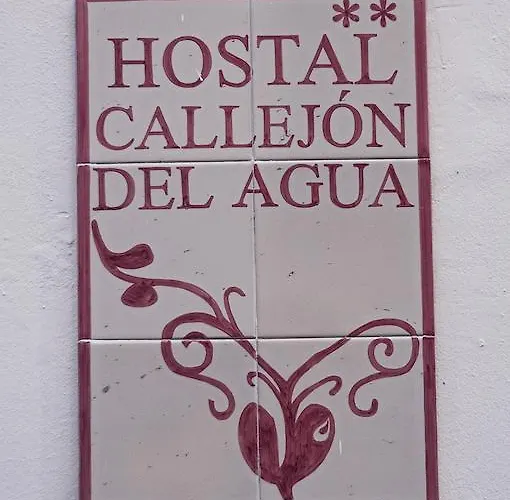 **
HOSTAL
CALLEJÓN
DEL AGUA